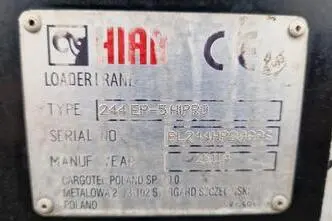 HIAB CE
LOADER CRANE
TYPE 244 EP-5 HIPRO
SERIAL NO.
MANUF. YEAR 2014
CARGOTEC POLAND SP.
METALOWA 2
POLAND